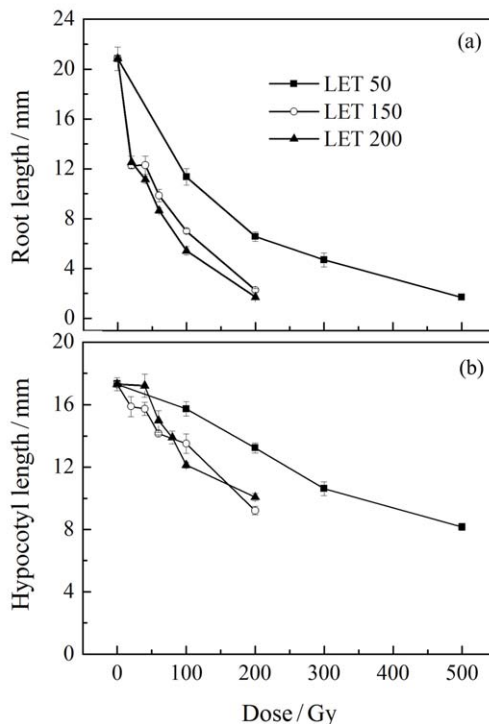 24
20
16
12
8
4
0
Root length / mm
(a)
LET 50
LET 150
LET 200
20
16
12
8
4
0
Hypocotyl length / mm
(b)
0 100 200 300 400 500
Dose / Gy